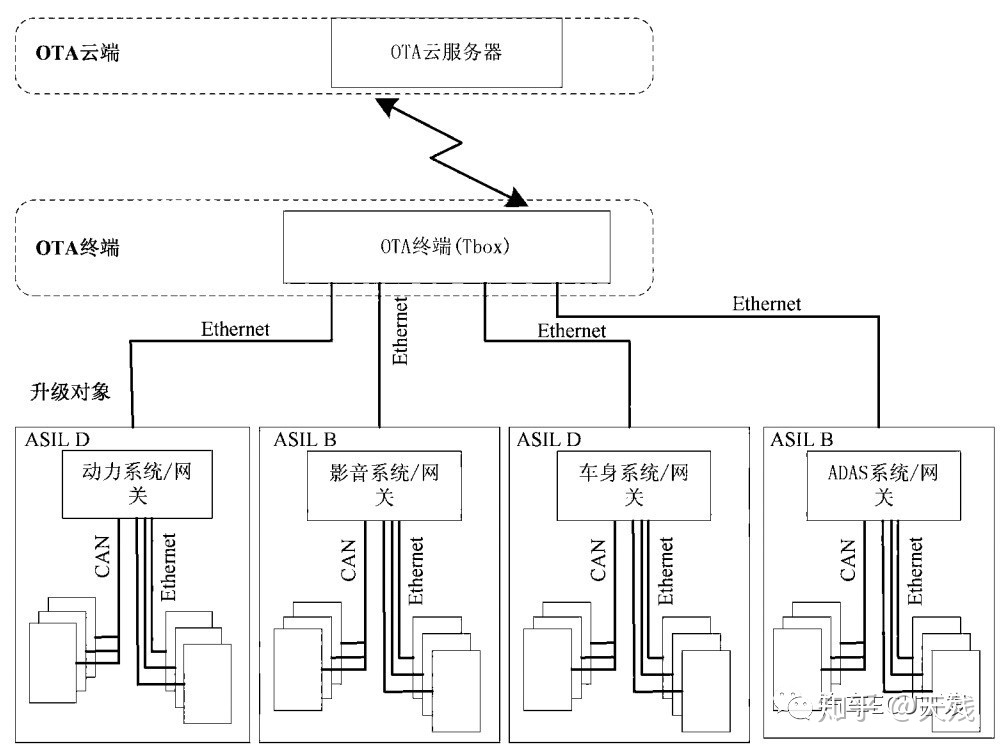 OTA云端
OTA云服务器
OTA终端
OTA终端(Tbox)
Ethernet
Ethernet
Ethernet
Ethernet
升级对象
ASIL D
动力系统/网
关
CAN
Ethernet
ASIL B
影音系统/网
关
CAN
Ethernet
ASIL D
车身系统/网
关
CAN
Ethernet
ASIL B
ADAS系统/网
关
CAN
Ethernet
知乎 @天线